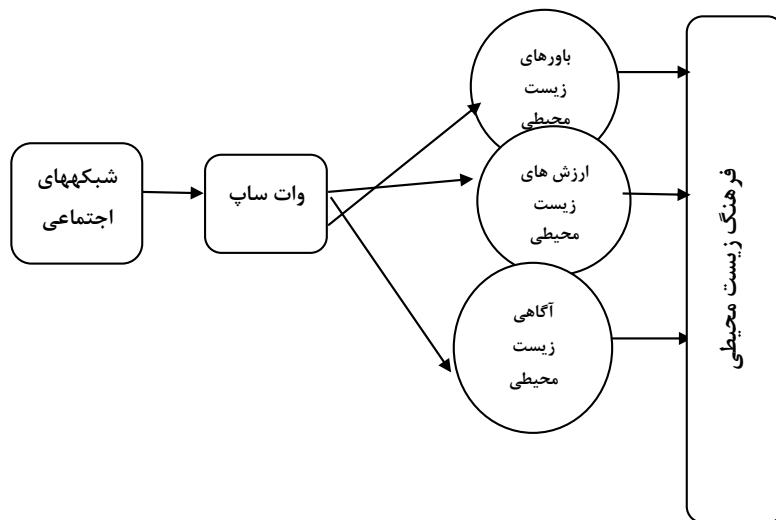 باورهای
زیست
محیطی
ارزش های
زیست
محیطی
آگاهی
زیست
محیطی
شبکههای
اجتماعی
وات ساپ
فرهنگ زیست محیطی